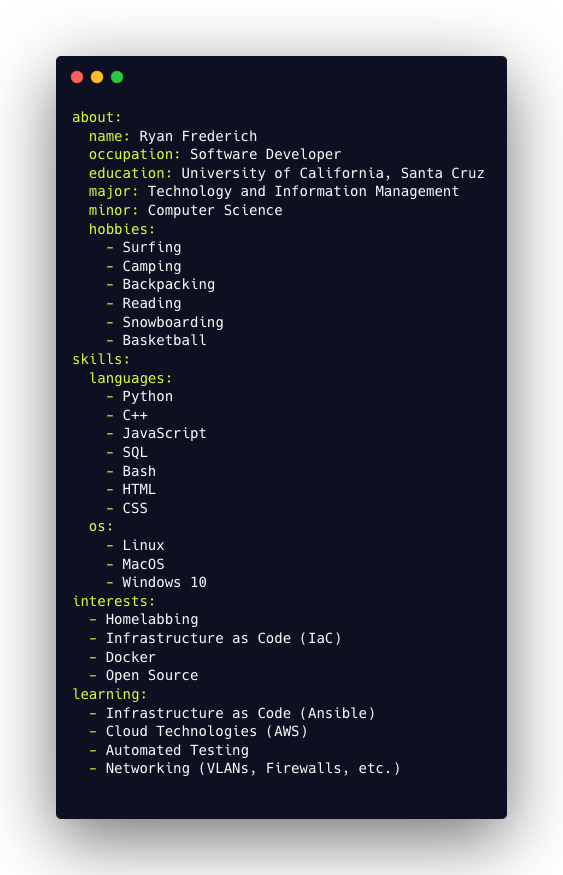 about:
  name: Ryan Frederich
  occupation: Software Developer
  education: University of California, Santa Cruz
  major: Technology and Information Management
  minor: Computer Science
  hobbies:
    - Surfing
    - Camping
    - Backpacking
    - Reading
    - Snowboarding
    - Basketball
skills:
  languages:
    - Python
    - C++
    - JavaScript
    - SQL
    - Bash
    - HTML
    - CSS
  os:
    - Linux
    - MacOS
    - Windows 10
interests:
  - Homelabbing
  - Infrastructure as Code (IaC)
  - Docker
  - Open Source
learning:
  - Infrastructure as Code (Ansible)
  - Cloud Technologies (AWS)
  - Automated Testing
  - Networking (VLANs, Firewalls, etc.)